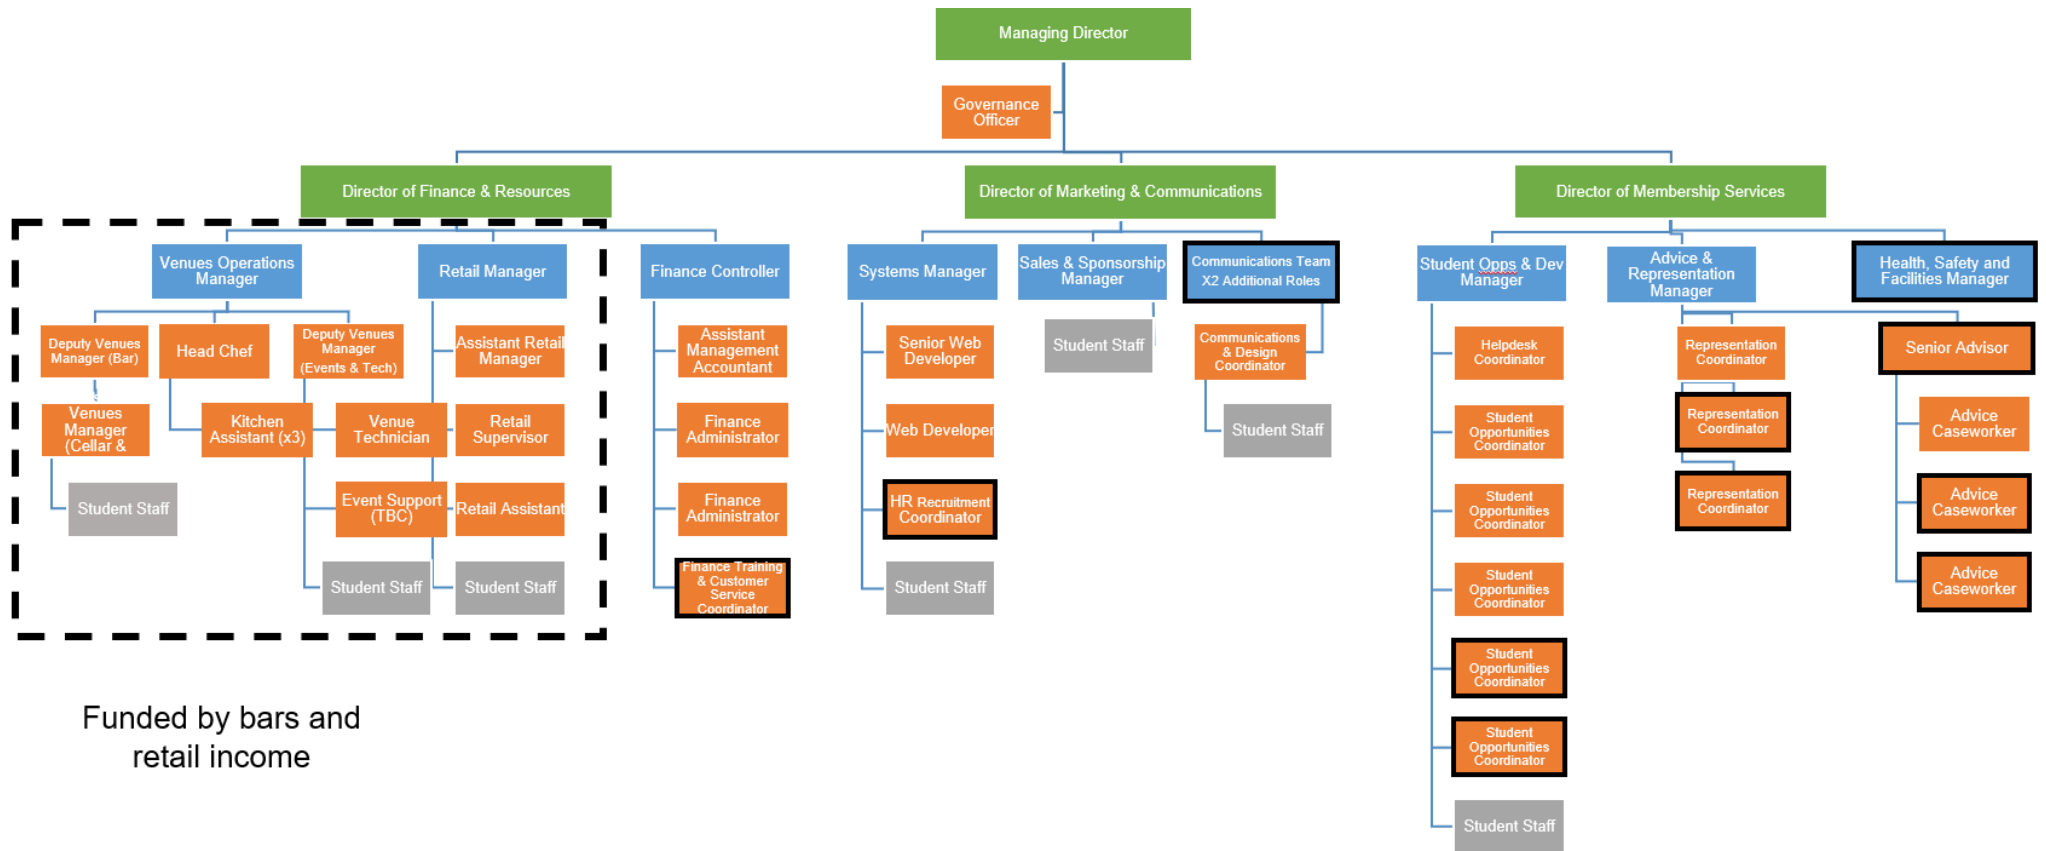 Managing Director
Governance
Officer
Director of Finance & Resources
Director of Marketing & Communications
Director of Membership Services
Venues Operations
Manager
Retail Manager
Finance Controller
Systems Manager
Sales & Sponsorship
Manager
Communications Team
X2 Additional Roles
Student Opps & Dev
Manager
Advice &
Representation
Manager
Health, Safety and
Facilities Manager
Deputy Venues
Manager (Bar)
Head Chef
Deputy Venues
Manager
(Events & Tech)
Assistant Retail
Manager
Assistant
Management
Accountant
Senior Web
Developer
Student Staff
Communications
& Design
Coordinator
Helpdesk
Coordinator
Representation
Coordinator
Senior Advisor
Venues
Manager
(Cellar &
Kitchen
Assistant (x3)
Venue
Technician
Retail
Supervisor
Finance
Administrator
Web Developer
Student Staff
Student
Opportunities
Coordinator
Representation
Coordinator
Advice
Caseworker
Student Staff
Event Support
(TBC)
Retail Assistant
Finance
Administrator
HR Recruitment
Coordinator
Student
Opportunities
Coordinator
Representation
Coordinator
Advice
Caseworker
Student Staff
Student Staff
Finance Training
& Customer
Service
Coordinator
Student Staff
Student
Opportunities
Coordinator
Advice
Caseworker
Student
Opportunities
Coordinator
Student
Opportunities
Coordinator
Student Staff
Funded by bars and
retail income